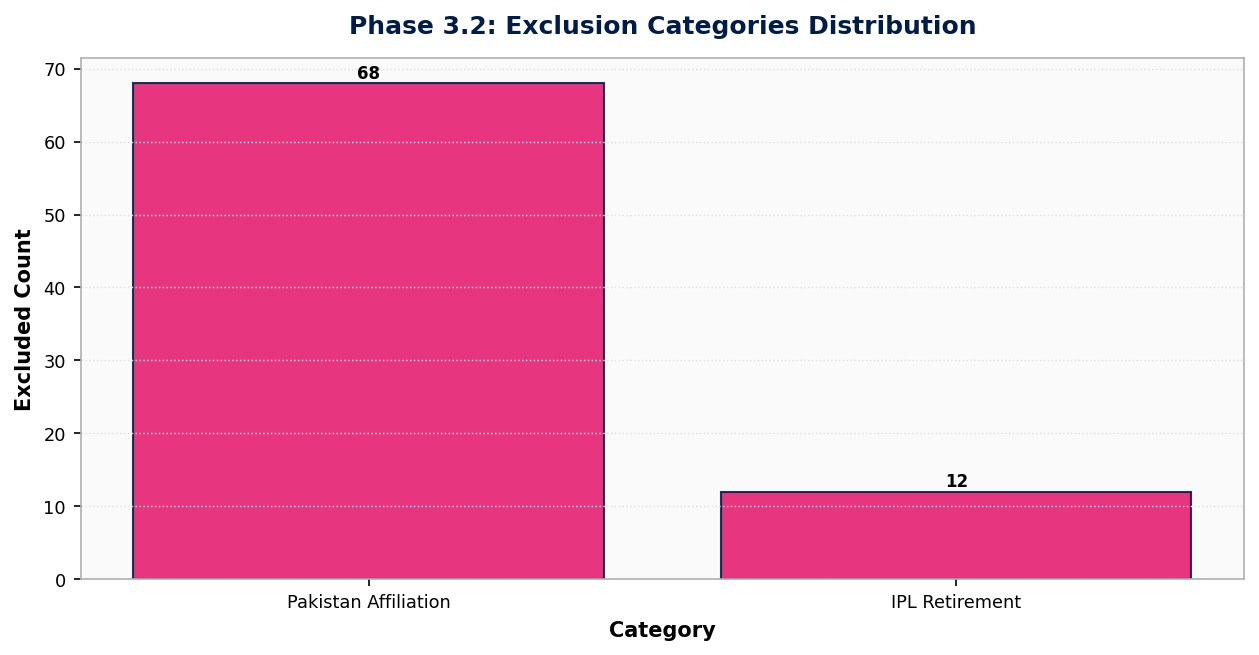 Phase 3.2: Exclusion Categories Distribution
Excluded Count
70
60
50
40
30
20
10
0
68
12
Pakistan Affiliation
IPL Retirement
Category